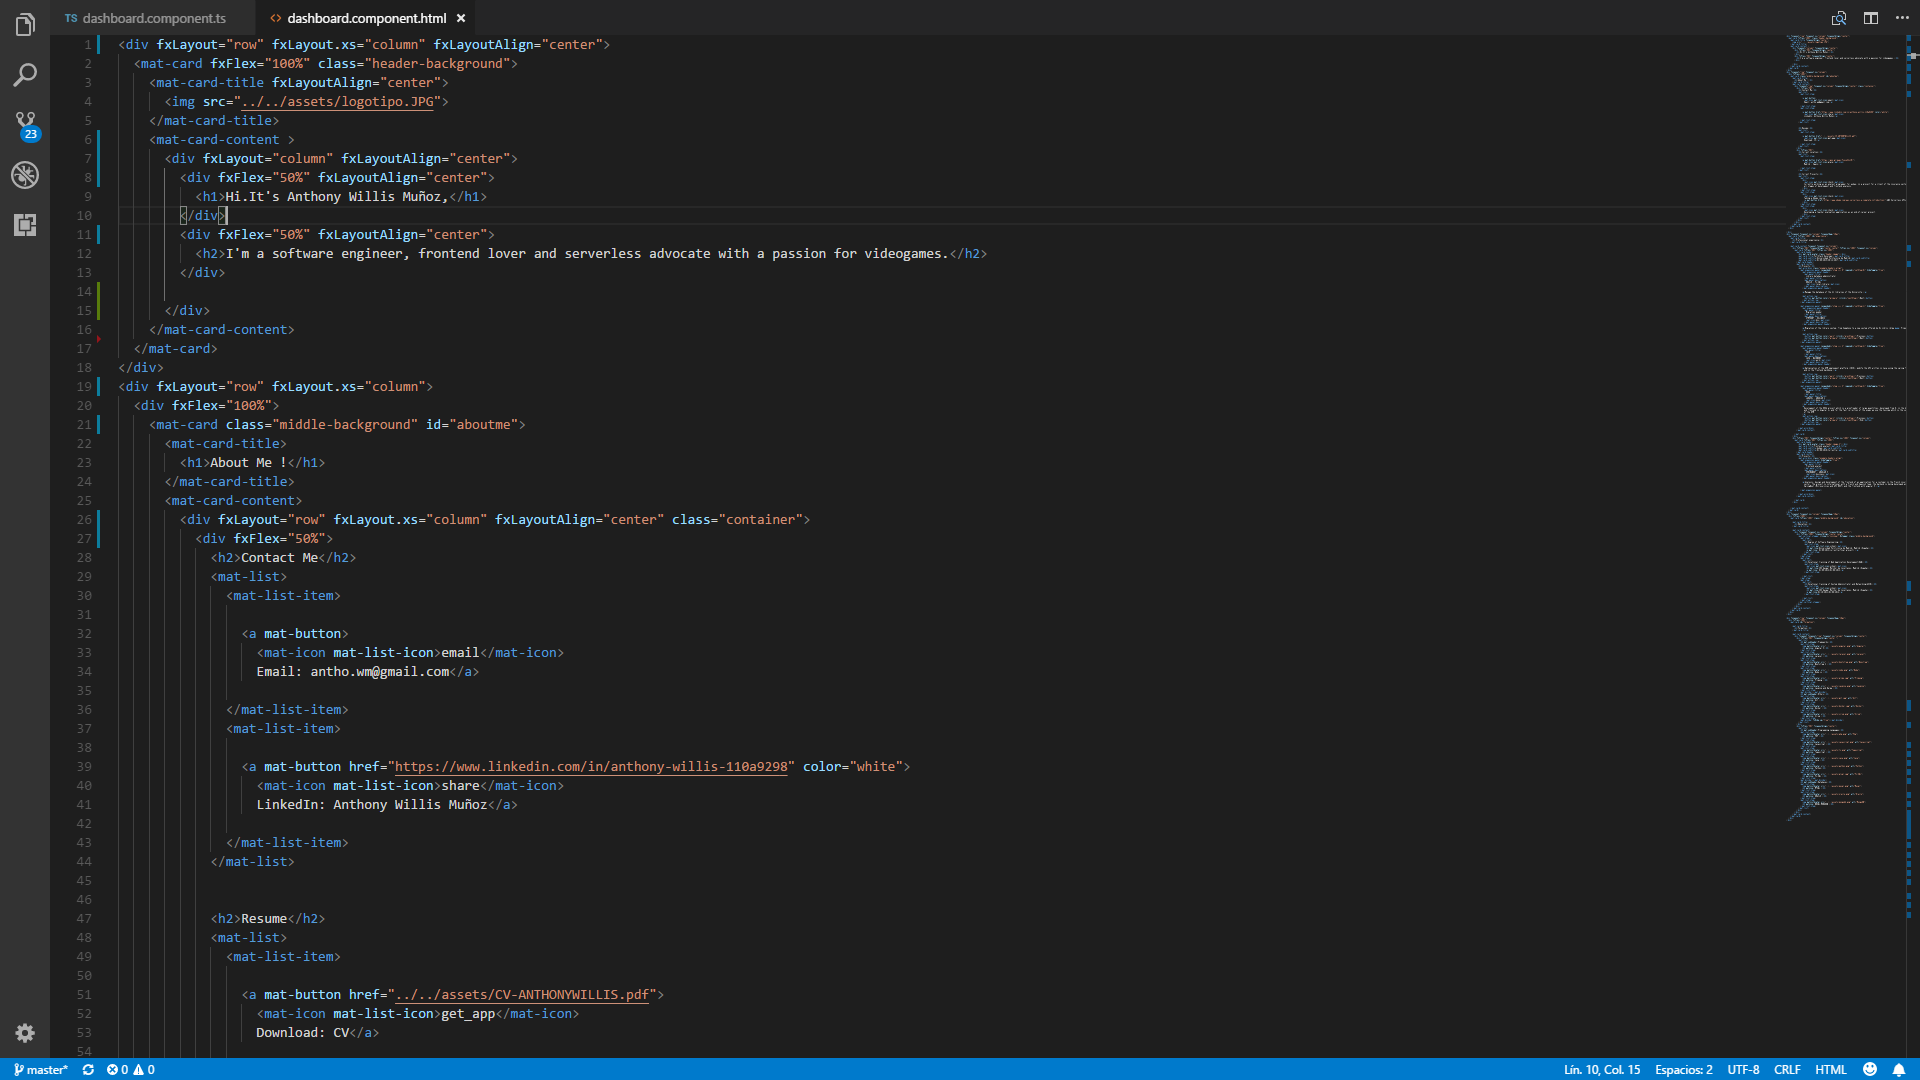 TS dashboard.component.ts
<> dashboard.component.html ×
23
1 <div fxLayout="row" fxLayout.xs="column" fxLayoutAlign="center">
2 <mat-card fxFlex="100%" class="header-background">
3 <mat-card-title fxLayoutAlign="center">
4 <img src="../../assets/logotipo.JPG">
5 </mat-card-title>
6 <mat-card-content >
7 <div fxLayout="column" fxLayoutAlign="center">
8 <div fxFlex="50%" fxLayoutAlign="center">
9 <h1>Hi.It's Anthony Willis Muñoz,</h1>
10 </div>
11 <div fxFlex="50%" fxLayoutAlign="center">
12 <h2>I'm a software engineer, frontend lover and serverless advocate with a passion for videogames.</h2>
13 </div>
14
15 </div>
16 </mat-card-content>
17 </mat-card>
18 </div>
19 <div fxLayout="row" fxLayout.xs="column">
20 <div fxFlex="100%">
21 <mat-card class="middle-background" id="aboutme">
22 <mat-card-title>
23 <h1>About Me !</h1>
24 </mat-card-title>
25 <mat-card-content>
26 <div fxLayout="row" fxLayout.xs="column" fxLayoutAlign="center" class="container">
27 <div fxFlex="50%">
28 <h2>Contact Me</h2>
29 <mat-list>
30 <mat-list-item>
31
32 <a mat-button>
33 <mat-icon mat-list-icon>email</mat-icon>
34 Email: antho.wm@gmail.com</a>
35
36 </mat-list-item>
37 <mat-list-item>
38
39 <a mat-button href="https://www.linkedin.com/in/anthony-willis-110a9298" color="white">
40 <mat-icon mat-list-icon>share</mat-icon>
41 LinkedIn: Anthony Willis Muñoz</a>
42
43 </mat-list-item>
44 </mat-list>
45
46
47 <h2>Resume</h2>
48 <mat-list>
49 <mat-list-item>
50
51 <a mat-button href="../../assets/CV-ANTHONYWILLIS.pdf">
52 <mat-icon mat-list-icon>get_app</mat-icon>
53 Download: CV</a>
54
master* 0 0
Lín. 10, Col. 15 Espacios: 2 UTF-8 CRLF HTML